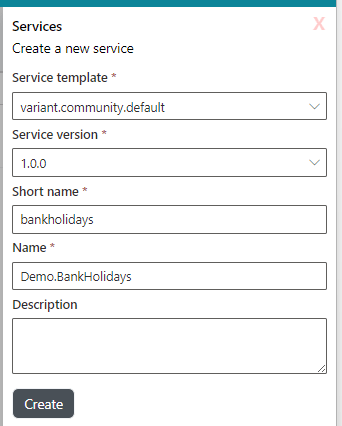 Services
X
Create a new service
Service template *
variant.community.default
Service version *
1.0.0
Short name *
bankholidays
Name *
Demo.BankHolidays
Description
Create